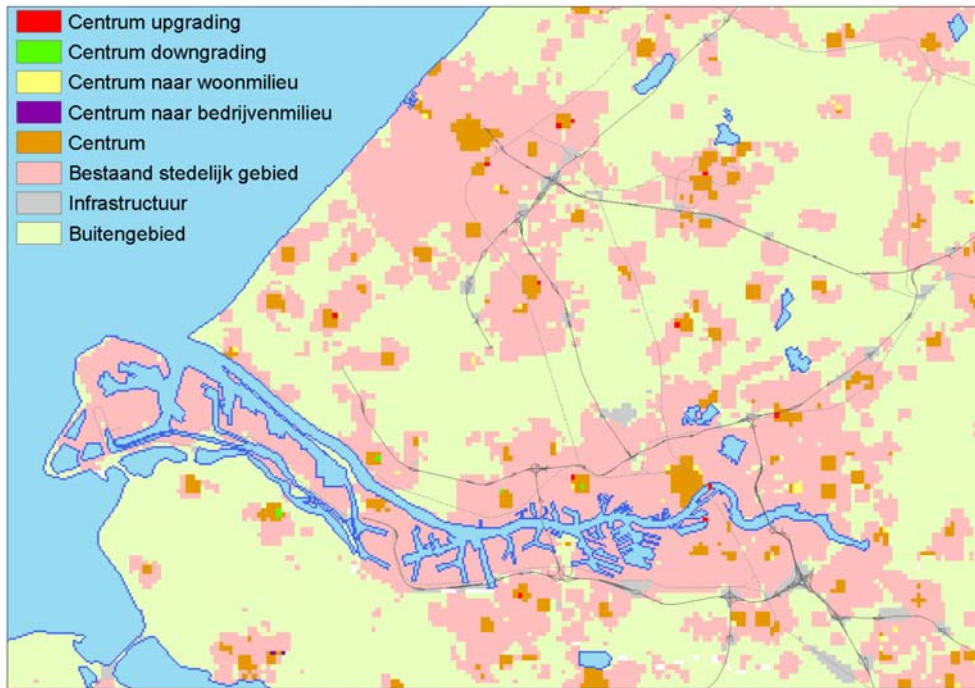 Centrum upgrading
Centrum downgrading
Centrum naar woonmilieu
Centrum naar bedrijvenmilieu
Centrum
Bestaand stedelijk gebied
Infrastructuur
Buitengebied